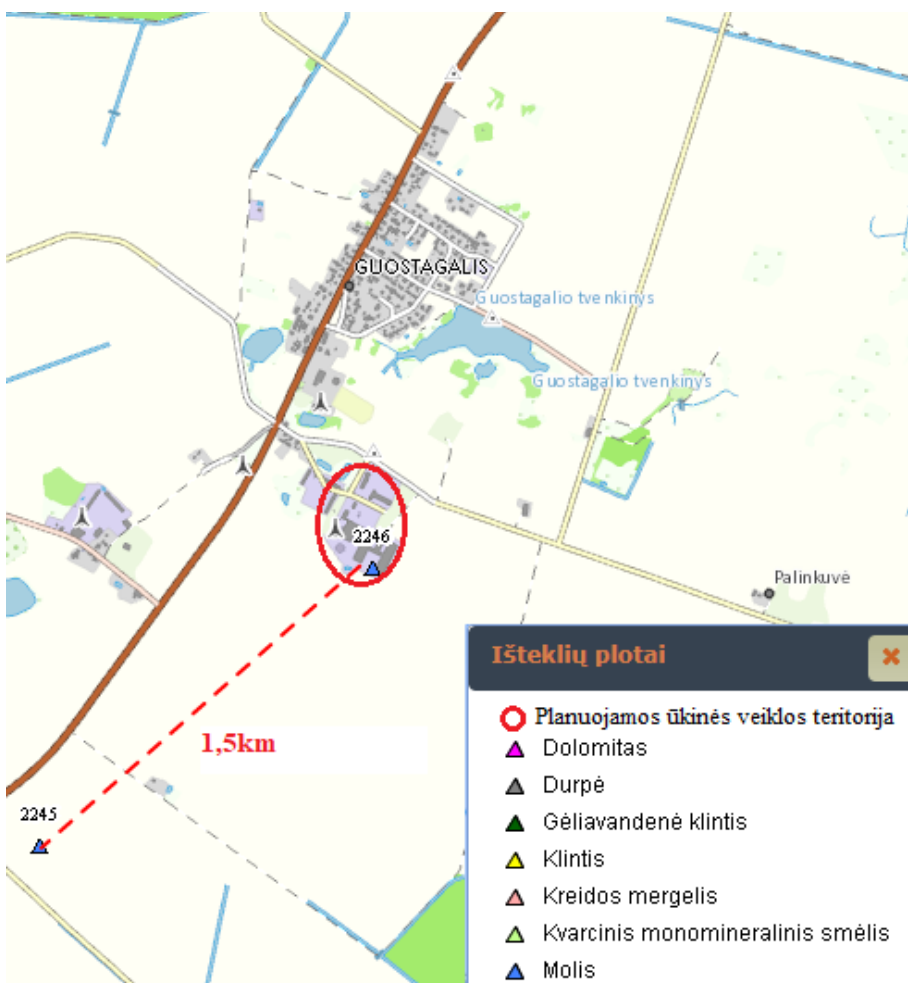 GUOSTAGALIS
Guostagalio tvenkinys
Guostagalio tvenkinys
2246
Palinkuvė
1,5km
2245
Išteklių plotai
Planuojamos ūkinės veiklos teritorija
Dolomitas
Durpė
Gėliavandenė klintis
Klintis
Kreidos mergelis
Kvarcinis monomineralinis smėlis
Molis